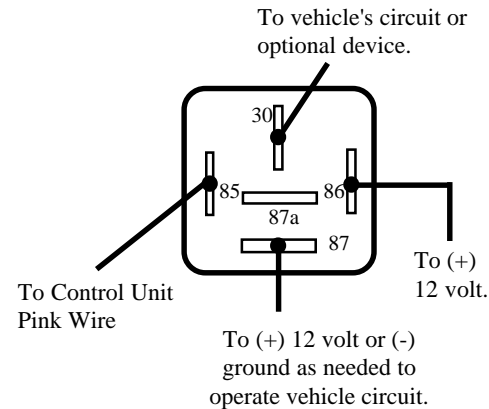 To vehicle's circuit or
optional device.
30
85
86
87a
87
To (+)
12 volt.
To Control Unit
Pink Wire
To (+) 12 volt or (-)
ground as needed to
operate vehicle circuit.